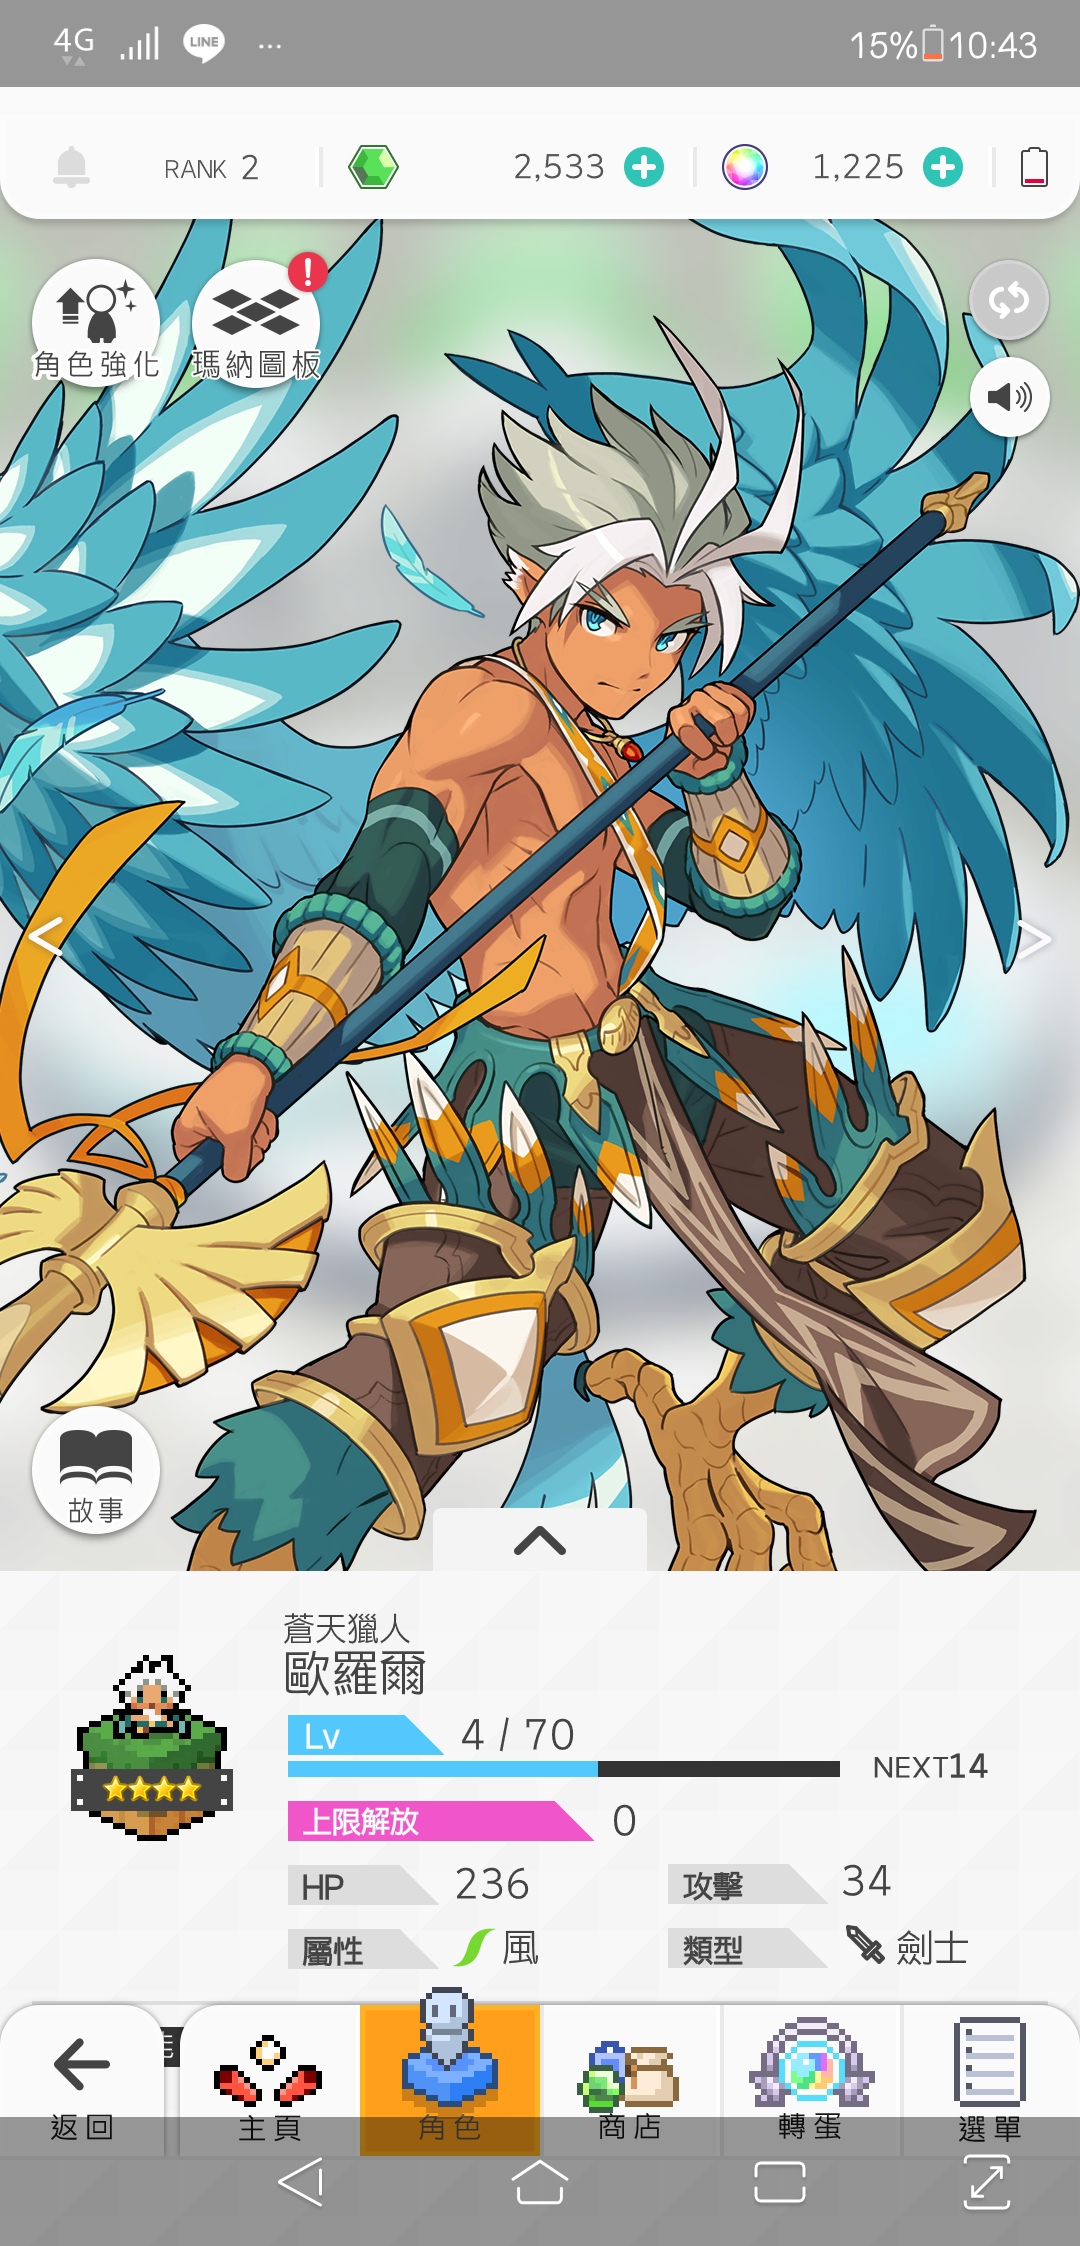 4G LINE ... 15% 10:43
RANK 2 2,533 1,225
角色強化 瑪納圖板
故事
蒼天獵人
歐羅爾
Lv 4 / 70
NEXT14
上限解放 0
HP 236 攻擊 34
屬性 風 類型 劍士
返回 主頁 角色 商店 轉蛋 選單